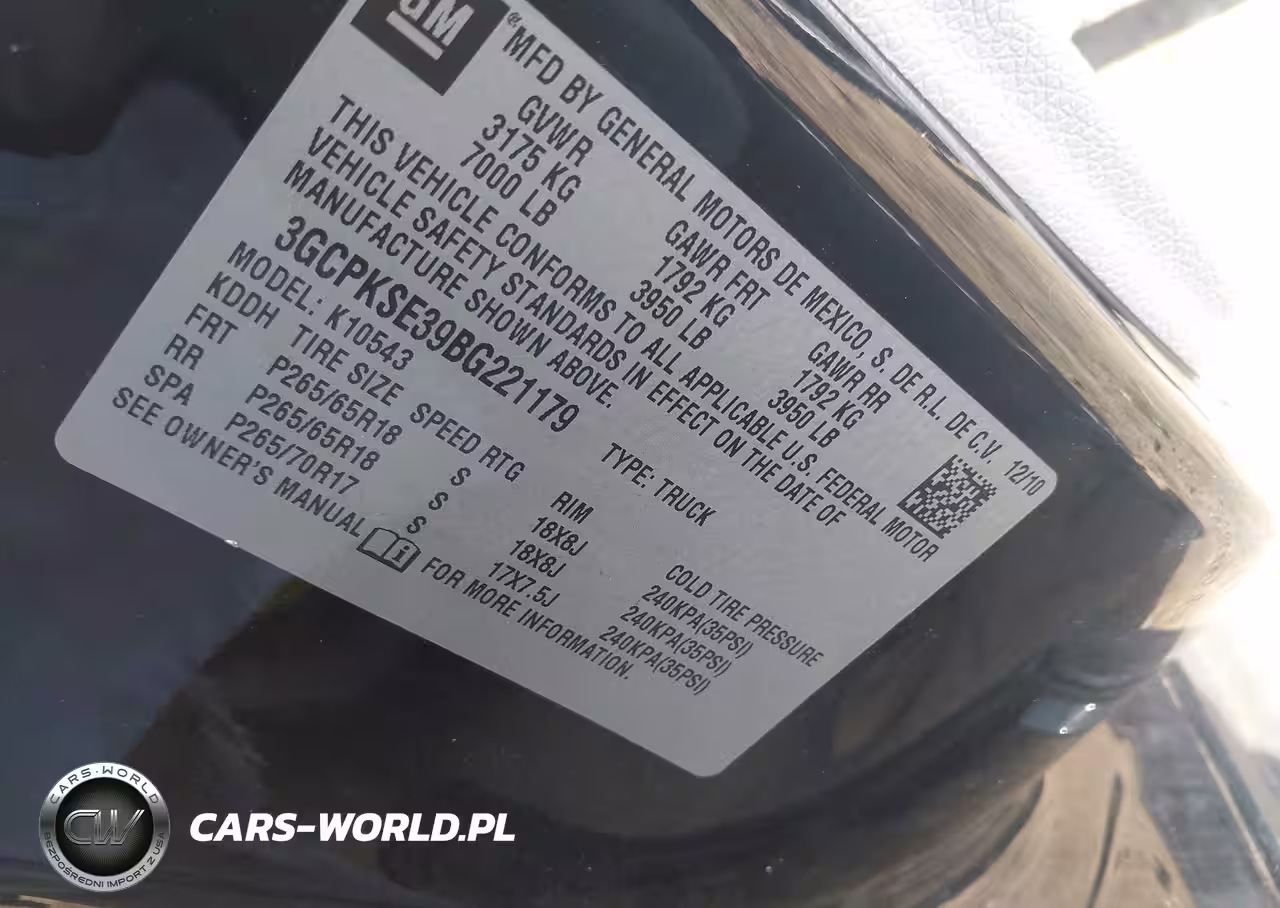 GM
MFD BY GENERAL MOTORS DE MEXICO, S. DE R.L. DE C.V. 12/10
GVWR GAWR FRT GAWR RR
3175 KG 1792 KG 1792 KG
7000 LB 3950 LB 3950 LB
THIS VEHICLE CONFORMS TO ALL APPLICABLE U.S. FEDERAL MOTOR
VEHICLE SAFETY STANDARDS IN EFFECT ON THE DATE OF
MANUFACTURE SHOWN ABOVE.
3GCPKSE39BG221179 TYPE: TRUCK
MODEL: K10543
KDDH TIRE SIZE SPEED RTG RIM COLD TIRE PRESSURE
FRT P265/65R18 S 18X8J 240KPA(35PSI)
RR P265/65R18 S 18X8J 240KPA(35PSI)
SPA P265/70R17 S 17X7.5J 240KPA(35PSI)
SEE OWNER'S MANUAL FOR MORE INFORMATION.
CARS-WORLD
CW
BEZPOŚREDNI IMPORT Z USA
CARS-WORLD.PL